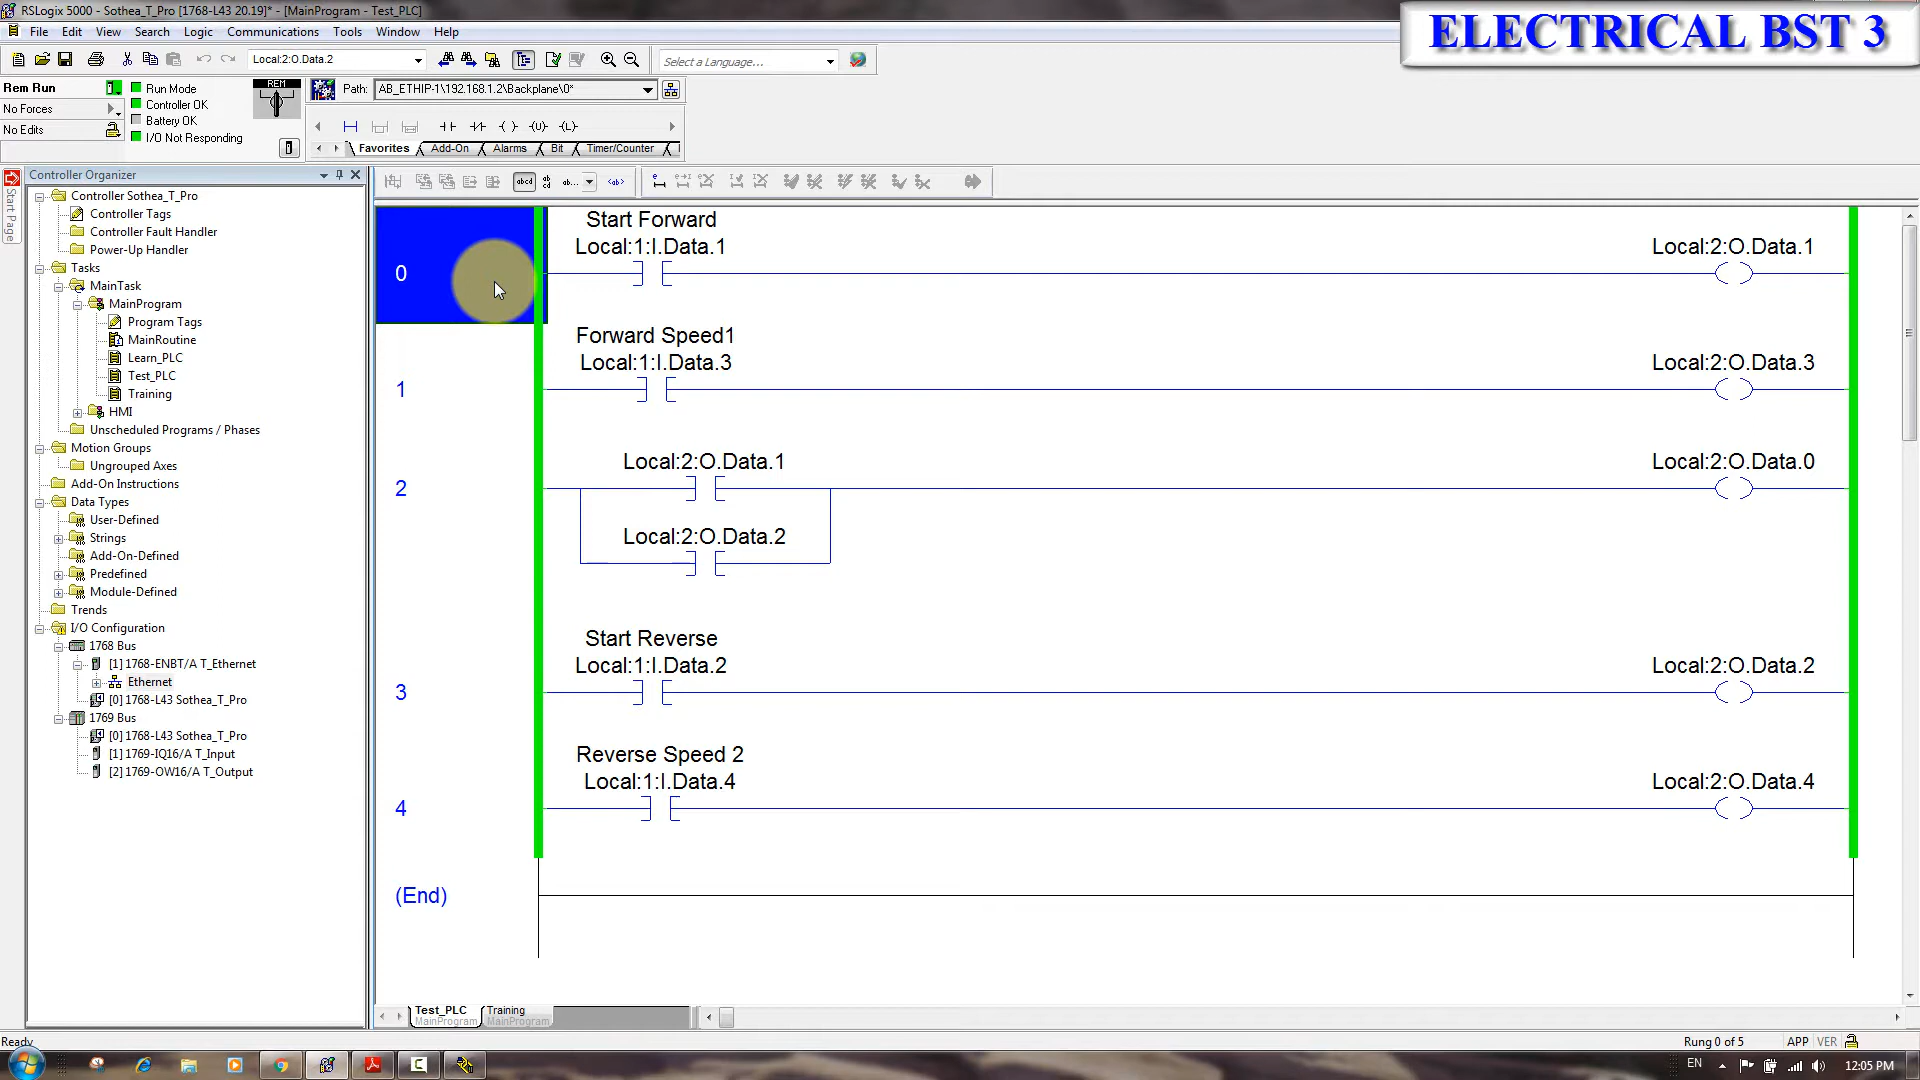 RSLogix 5000 - Sothea_T_Pro [1768-L43 20.19]* - [MainProgram - Test_PLC]
ELECTRICAL BST 3
File Edit View Search Logic Communications Tools Window Help
Local:2:O.Data.2
Select a Language...
Rem Run
No Forces
No Edits
Run Mode
Controller OK
Battery OK
I/O Not Responding
REM
Path: AB_ETHIP-1\192.168.1.2\Backplane\0*
Favorites Add-On Alarms Bit Timer/Counter
Start Page
Controller Organizer
Controller Sothea_T_Pro
Controller Tags
Controller Fault Handler
Power-Up Handler
Tasks
MainTask
MainProgram
Program Tags
MainRoutine
Learn_PLC
Test_PLC
Training
HMI
Unscheduled Programs / Phases
Motion Groups
Ungrouped Axes
Add-On Instructions
Data Types
User-Defined
Strings
Add-On-Defined
Predefined
Module-Defined
Trends
I/O Configuration
1768 Bus
[1] 1768-ENBT/A T_Ethernet
Ethernet
[0] 1768-L43 Sothea_T_Pro
1769 Bus
[0] 1768-L43 Sothea_T_Pro
[1] 1769-IQ16/A T_Input
[2] 1769-OW16/A T_Output
Start Forward
Local:1:I.Data.1
Local:2:O.Data.1
0
Forward Speed1
Local:1:I.Data.3
Local:2:O.Data.3
1
Local:2:O.Data.1
Local:2:O.Data.0
2
Local:2:O.Data.2
Start Reverse
Local:1:I.Data.2
Local:2:O.Data.2
3
Reverse Speed 2
Local:1:I.Data.4
Local:2:O.Data.4
4
(End)
Test_PLC
MainProgram
Training
MainProgram
Ready
Rung 0 of 5
APP
VER
EN
12:05 PM